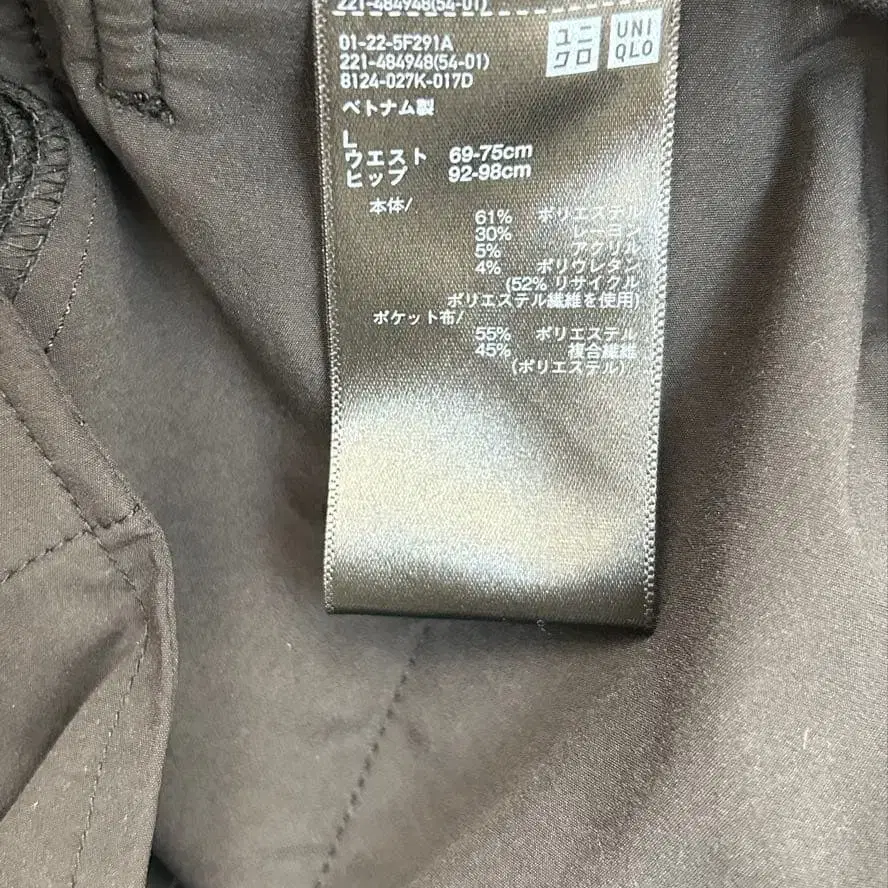 221-484948(54-01)
ユニ
クロ
UNI
QLO
01-22-5F291A
221-484948(54-01)
8124-027K-017D
ベトナム製
L
ウエスト 69-75cm
ヒップ 92-98cm
本体/
61% ポリエステル
30% レーヨン
5% アクリル
4% ポリウレタン
(52% リサイクル
ポリエステル繊維を使用)
ポケット布/
55% ポリエステル
45% 複合繊維
(ポリエステル)